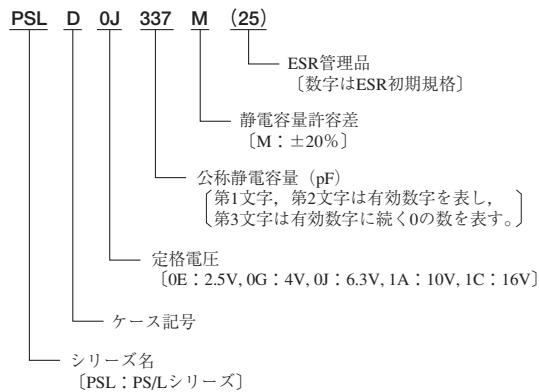 PSL D 0J 337 M (25)
ESR管理品
〔数字はESR初期規格〕
静電容量許容差
〔M：±20%〕
公称静電容量（pF）
第1文字，第2文字は有効数字を表し，
第3文字は有効数字に続く0の数を表す。
定格電圧
〔0E：2.5V, 0G：4V, 0J：6.3V, 1A：10V, 1C：16V〕
ケース記号
シリーズ名
〔PSL：PS/Lシリーズ〕